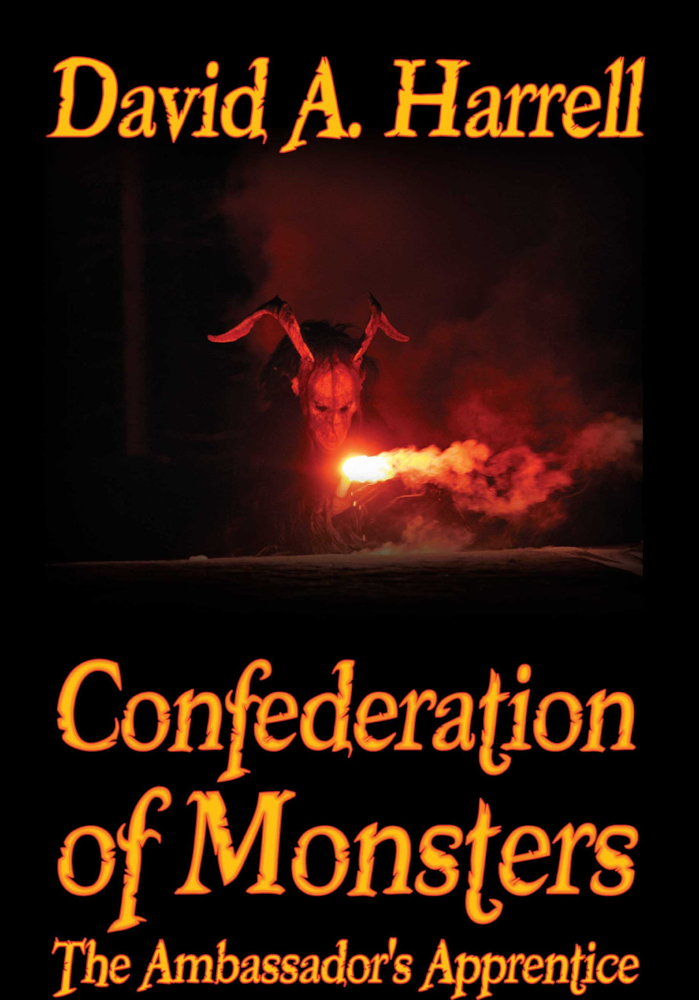 David A. Harrell
Confederation
of Monsters
The Ambassador's Apprentice